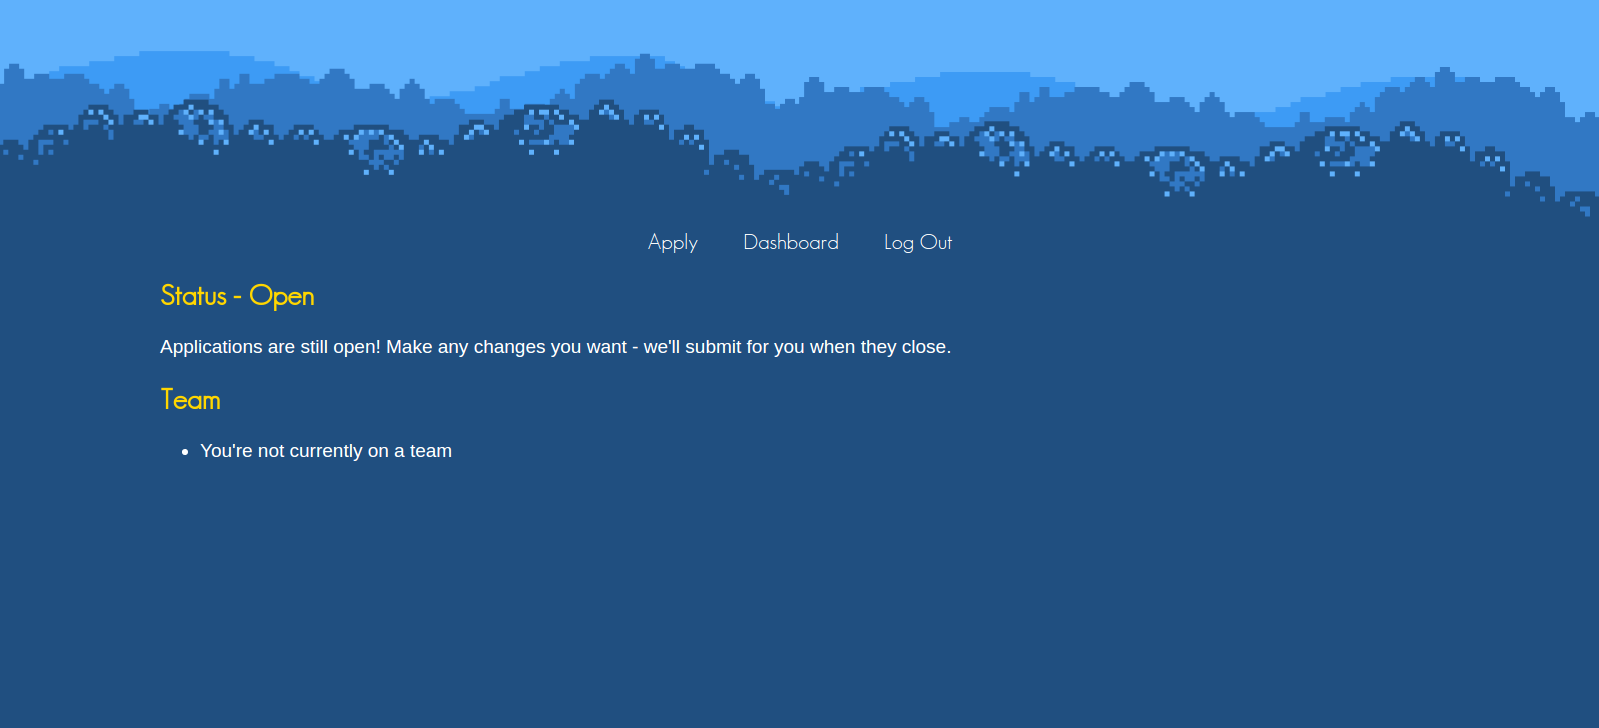 Apply Dashboard Log Out
Status - Open
Applications are still open! Make any changes you want - we'll submit for you when they close.
Team
You're not currently on a team